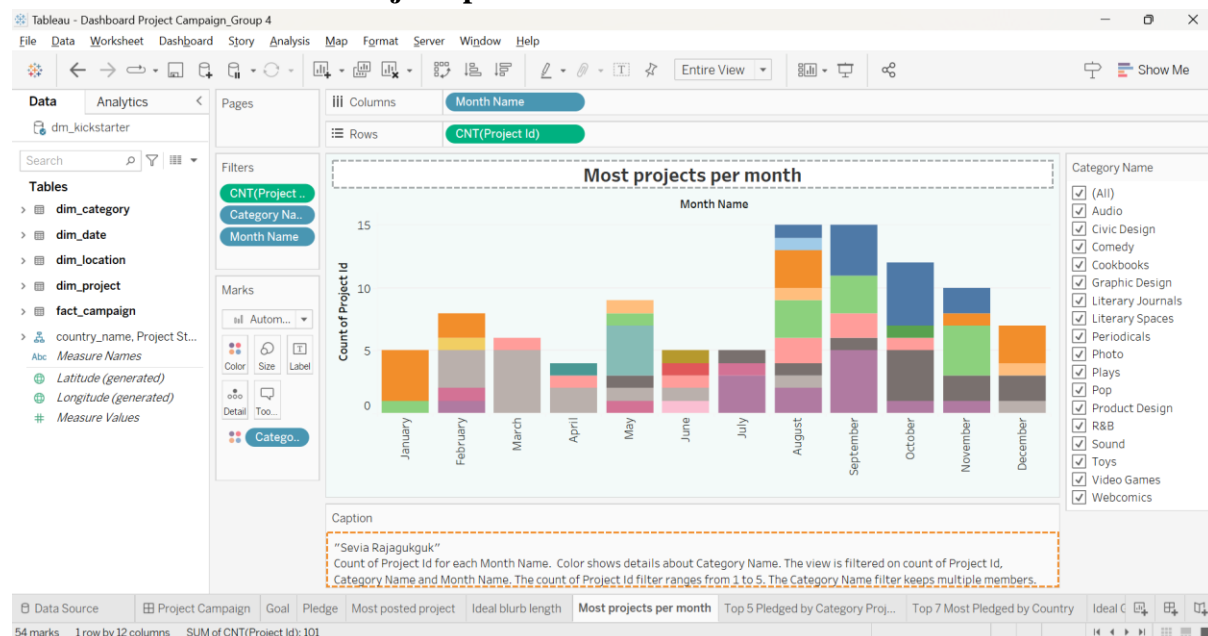 Tableau - Dashboard Project Campaign_Group 4
File Data Worksheet Dashboard Story Analysis Map Format Server Window Help
Entire View
Show Me
Data Analytics
dm_kickstarter
Search
Tables
dim_category
dim_date
dim_location
dim_project
fact_campaign
country_name, Project St...
Abc Measure Names
Latitude (generated)
Longitude (generated)
# Measure Values
Pages
Filters
CNT(Project ..
Category Na..
Month Name
Marks
Autom...
Color Size Label
Detail Too...
Catego..
iii Columns Month Name
Rows CNT(Project Id)
Most projects per month
Month Name
Count of Project Id
15
10
5
0
January February March April May June July August September October November December
Caption
"Sevia Rajagukguk"
Count of Project Id for each Month Name. Color shows details about Category Name. The view is filtered on count of Project Id,
Category Name and Month Name. The count of Project Id filter ranges from 1 to 5. The Category Name filter keeps multiple members.
Category Name
(All)
Audio
Civic Design
Comedy
Cookbooks
Graphic Design
Literary Journals
Literary Spaces
Periodicals
Photo
Plays
Pop
Product Design
R&B
Sound
Toys
Video Games
Webcomics
Data Source Project Campaign Goal Pledge Most posted project Ideal blurb length Most projects per month Top 5 Pledged by Category Proj... Top 7 Most Pledged by Country Ideal C
54 marks 1 row by 12 columns SUM of CNT(Project Id): 101